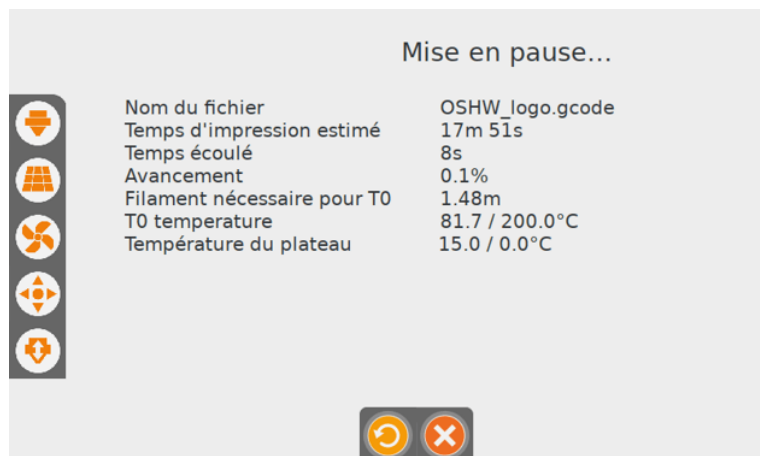 Mise en pause...
Nom du fichier OSHW_logo.gcode
Temps d'impression estimé 17m 51s
Temps écoulé 8s
Avancement 0.1%
Filament nécessaire pour T0 1.48m
T0 temperature 81.7 / 200.0°C
Température du plateau 15.0 / 0.0°C